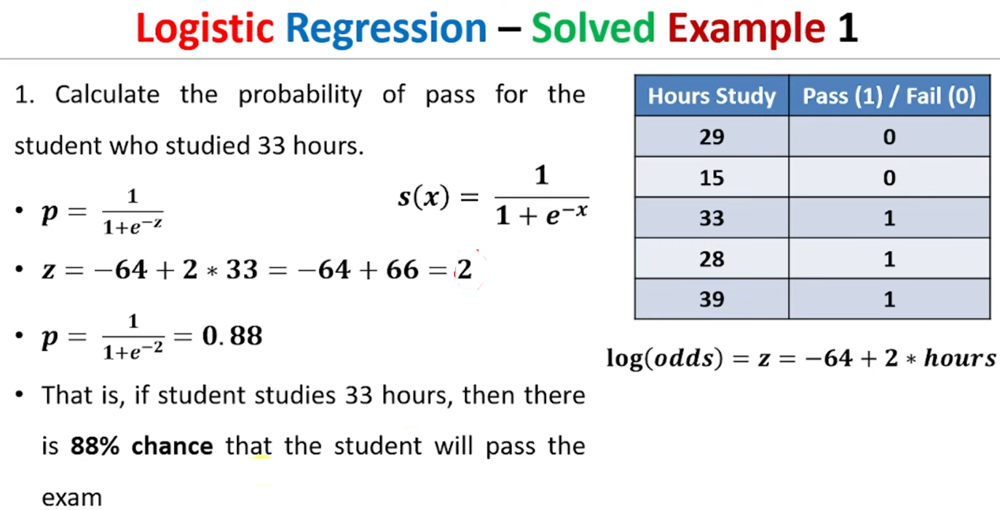 Logistic Regression – Solved Example 1
1. Calculate the probability of pass for the
student who studied 33 hours.
• p = 1/(1+e^{−z})
s(x) = 1/(1 + e^{−x})
• z = −64 + 2 * 33 = −64 + 66 = 2
• p = 1/(1+e^{−2}) = 0.88
• That is, if student studies 33 hours, then there
is 88% chance that the student will pass the
exam
Hours Study Pass (1) / Fail (0)
29 0
15 0
33 1
28 1
39 1
log(odds) = z = −64 + 2 * hours